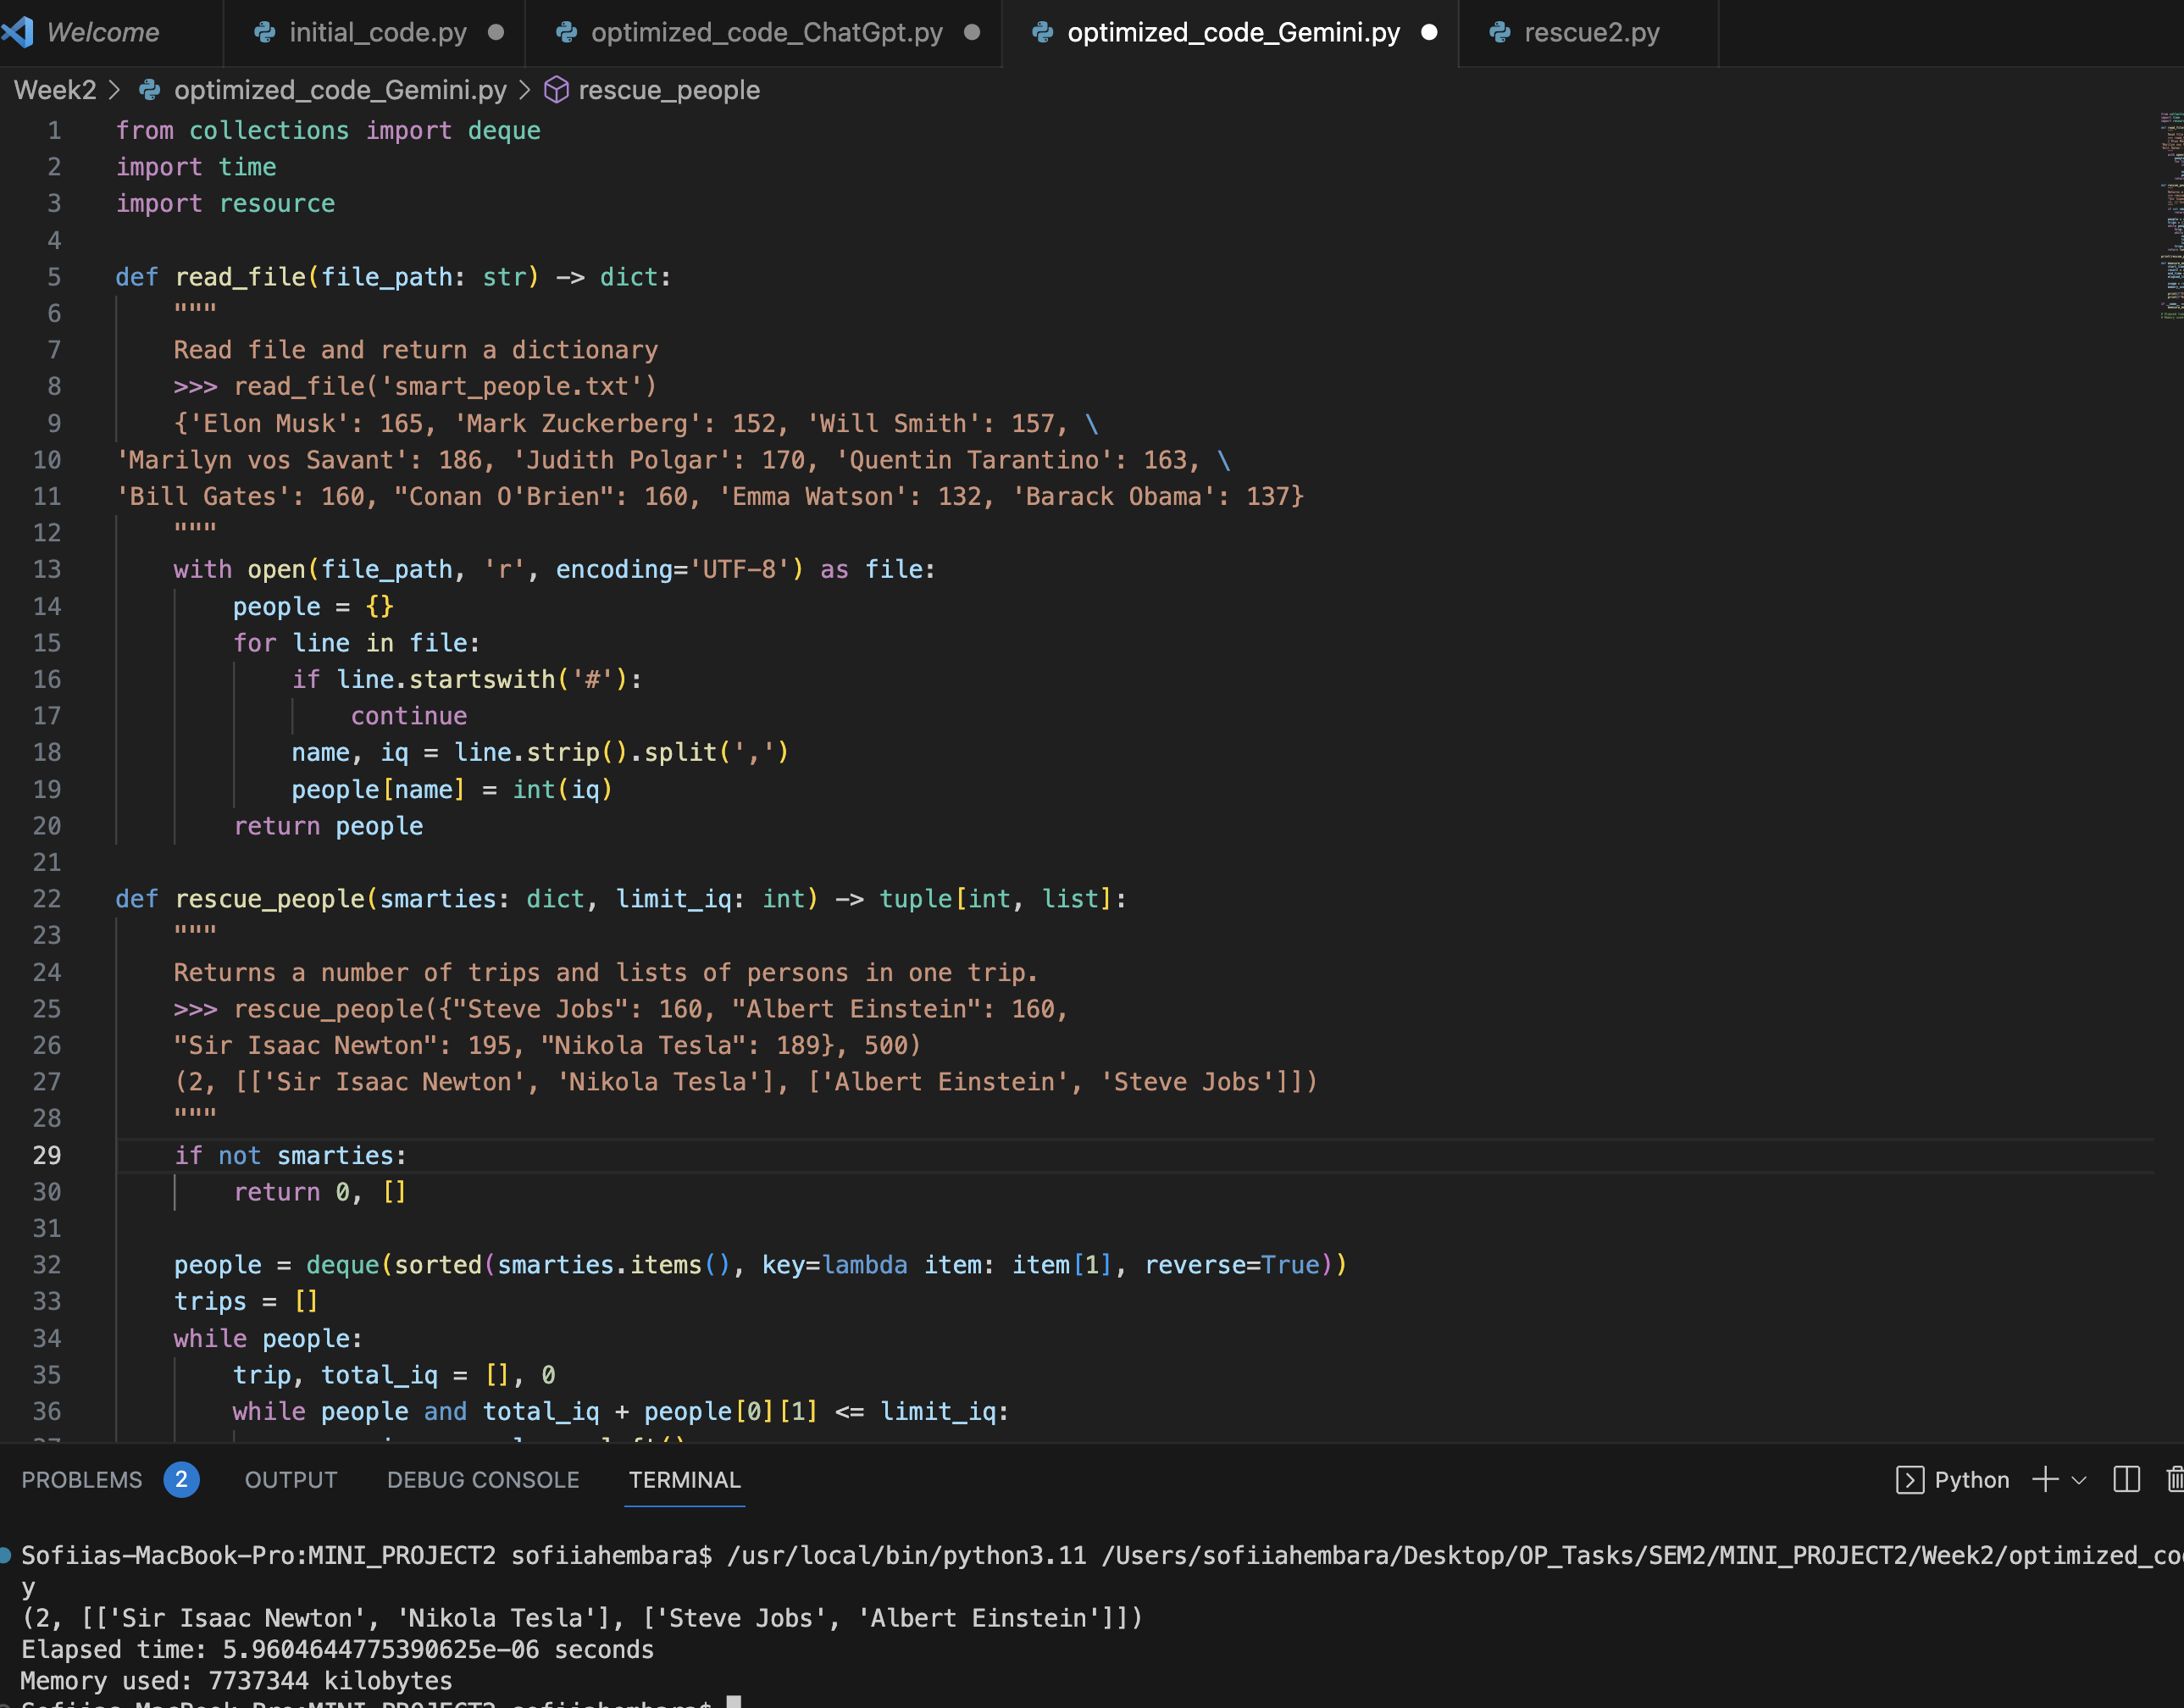 Welcome initial_code.py optimized_code_ChatGpt.py optimized_code_Gemini.py rescue2.py
Week2 > optimized_code_Gemini.py > rescue_people
1 from collections import deque
2 import time
3 import resource
4
5 def read_file(file_path: str) -> dict:
6     """
7     Read file and return a dictionary
8     >>> read_file('smart_people.txt')
9     {'Elon Musk': 165, 'Mark Zuckerberg': 152, 'Will Smith': 157, \
10 'Marilyn vos Savant': 186, 'Judith Polgar': 170, 'Quentin Tarantino': 163, \
11 'Bill Gates': 160, "Conan O'Brien": 160, 'Emma Watson': 132, 'Barack Obama': 137}
12     """
13     with open(file_path, 'r', encoding='UTF-8') as file:
14         people = {}
15         for line in file:
16             if line.startswith('#'):
17                 continue
18             name, iq = line.strip().split(',')
19             people[name] = int(iq)
20         return people
21
22 def rescue_people(smarties: dict, limit_iq: int) -> tuple[int, list]:
23     """
24     Returns a number of trips and lists of persons in one trip.
25     >>> rescue_people({"Steve Jobs": 160, "Albert Einstein": 160,
26     "Sir Isaac Newton": 195, "Nikola Tesla": 189}, 500)
27     (2, [['Sir Isaac Newton', 'Nikola Tesla'], ['Albert Einstein', 'Steve Jobs']])
28     """
29     if not smarties:
30         return 0, []
31
32     people = deque(sorted(smarties.items(), key=lambda item: item[1], reverse=True))
33     trips = []
34     while people:
35         trip, total_iq = [], 0
36         while people and total_iq + people[0][1] <= limit_iq:
PROBLEMS 2 OUTPUT DEBUG CONSOLE TERMINAL Python
Sofiias-MacBook-Pro:MINI_PROJECT2 sofiiahembara$ /usr/local/bin/python3.11 /Users/sofiiahembara/Desktop/OP_Tasks/SEM2/MINI_PROJECT2/Week2/optimized_co
y
(2, [['Sir Isaac Newton', 'Nikola Tesla'], ['Steve Jobs', 'Albert Einstein']])
Elapsed time: 5.9604644775390625e-06 seconds
Memory used: 7737344 kilobytes
Sofiias-MacBook-Pro:MINI_PROJECT2 sofiiahembara$